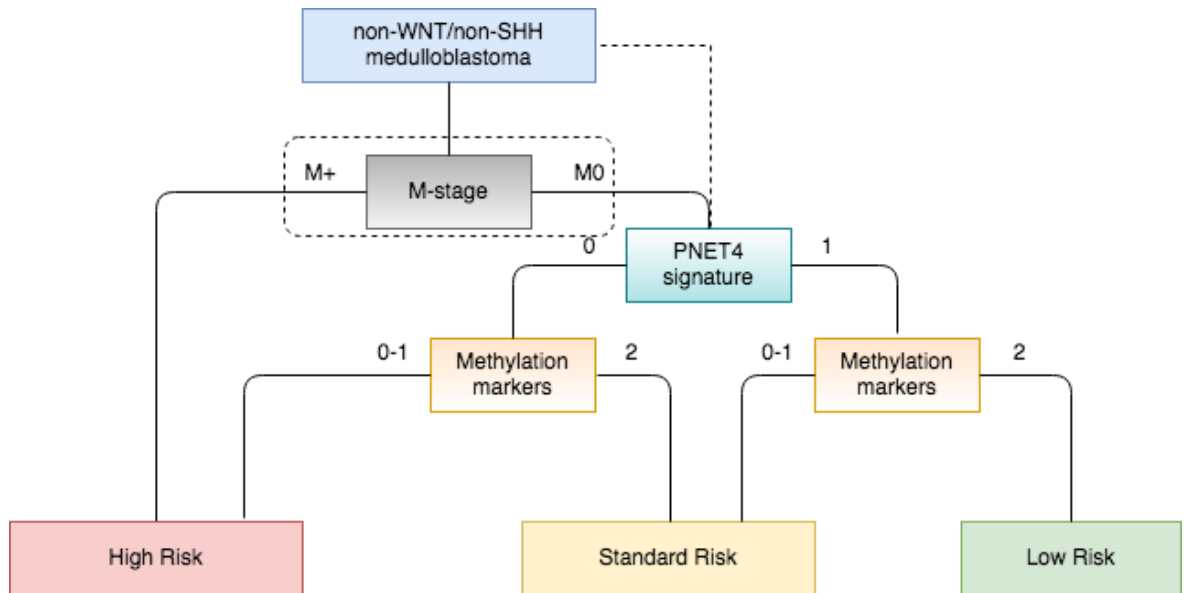 non-WNT/non-SHH
medulloblastoma
M+
M-stage
M0
0
PNET4
signature
1
0-1
Methylation
markers
2
0-1
Methylation
markers
2
High Risk
Standard Risk
Low Risk